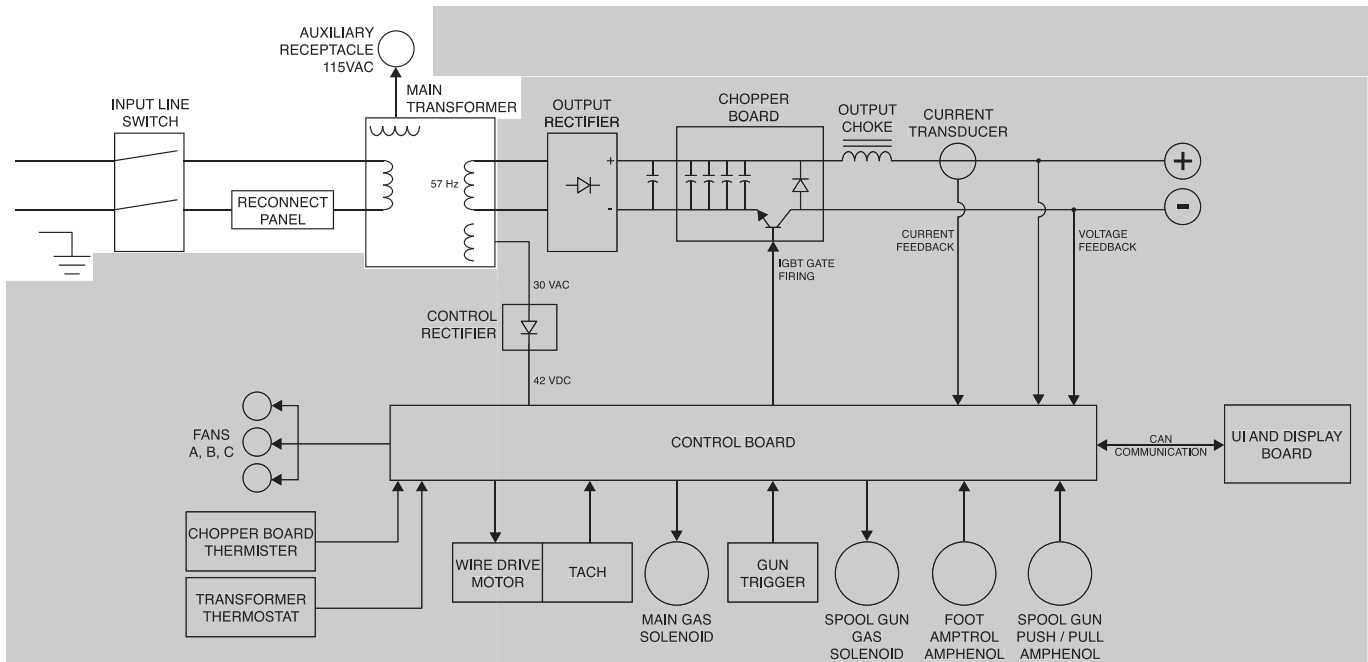 AUXILIARY
RECEPTACLE
115VAC
MAIN
TRANSFORMER
INPUT LINE
SWITCH
OUTPUT
RECTIFIER
CHOPPER
BOARD
OUTPUT
CHOKE
CURRENT
TRANSDUCER
+
+
57 Hz
RECONNECT
PANEL
-
-
CURRENT
FEEDBACK
VOLTAGE
FEEDBACK
IGBT GATE
FIRING
30 VAC
CONTROL
RECTIFIER
42 VDC
FANS
A, B, C
CONTROL BOARD
CAN
COMMUNICATION
UI AND DISPLAY
BOARD
CHOPPER BOARD
THERMISTER
TRANSFORMER
THERMOSTAT
WIRE DRIVE
MOTOR
TACH
MAIN GAS
SOLENOID
GUN
TRIGGER
SPOOL GUN
GAS
SOLENOID
FOOT
AMPTROL
AMPHENOL
SPOOL GUN
PUSH / PULL
AMPHENOL